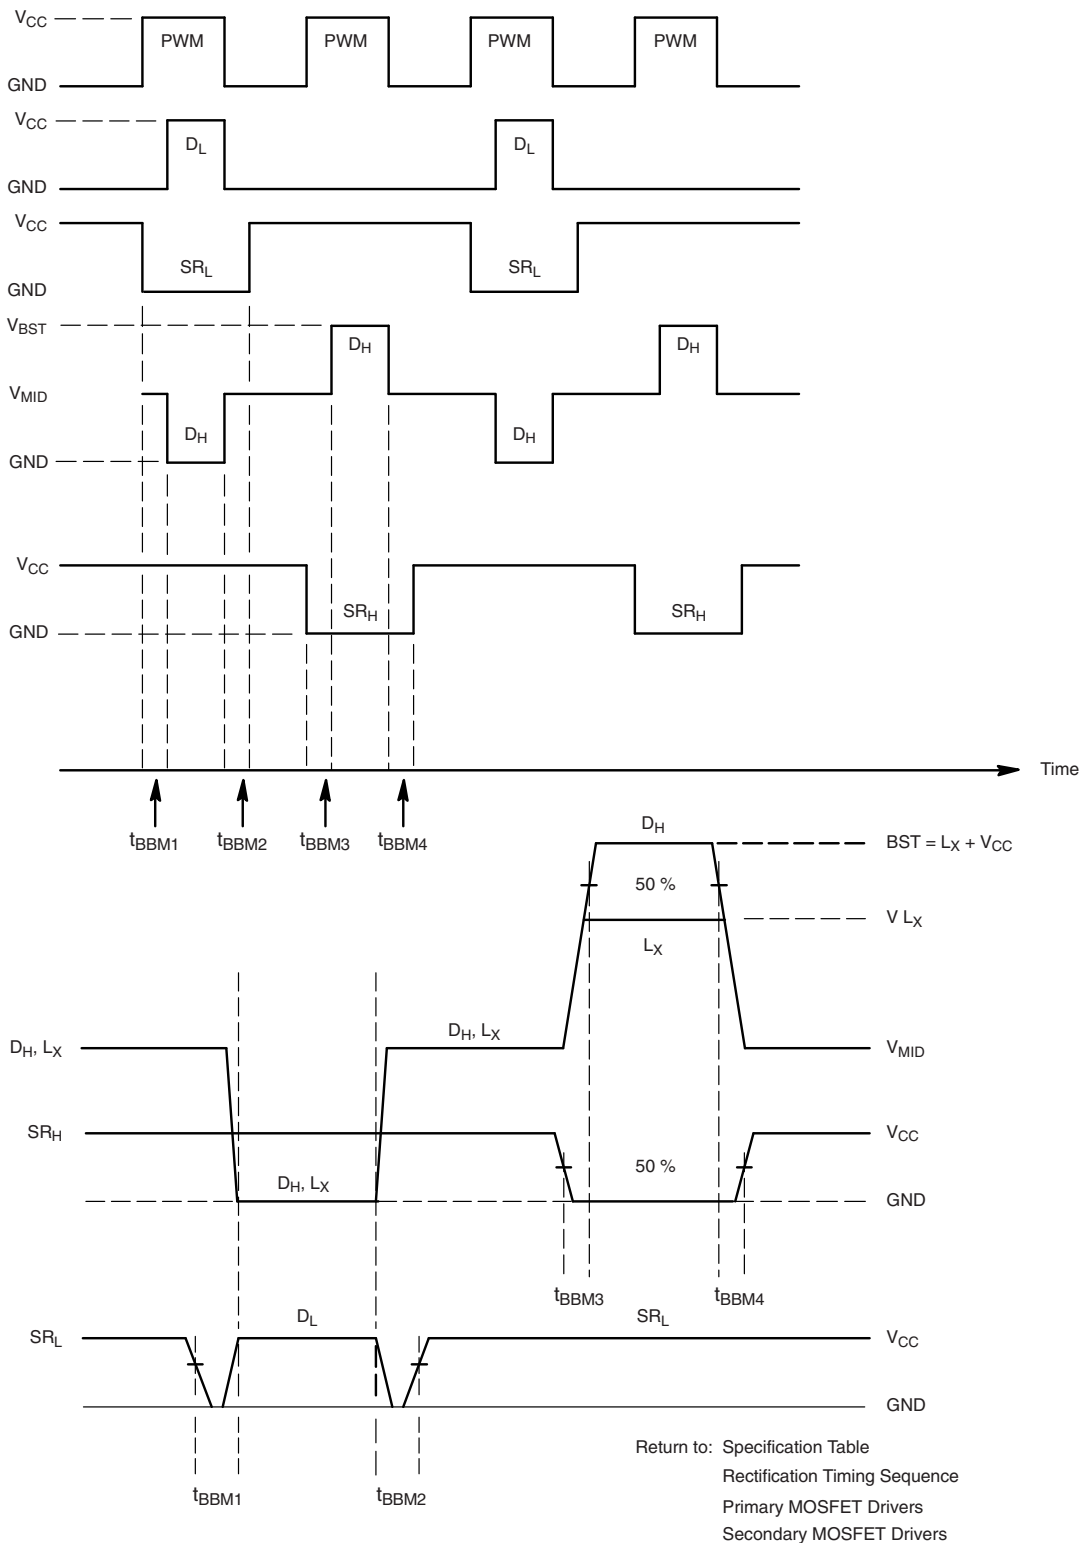 VCC
PWM PWM PWM PWM
GND
VCC
DL DL
GND
VCC
SRL SRL
GND
VBST
DH DH
VMID
DH DH
GND
VCC
SRH SRH
GND
Time
tBBM1 tBBM2 tBBM3 tBBM4
DH
BST = LX + VCC
50 %
V LX
LX
DH, LX
DH, LX VMID
SRH VCC
50 %
DH, LX
GND
tBBM3 tBBM4
DL SRL
SRL VCC
GND
Return to: Specification Table
Rectification Timing Sequence
tBBM1 tBBM2
Primary MOSFET Drivers
Secondary MOSFET Drivers